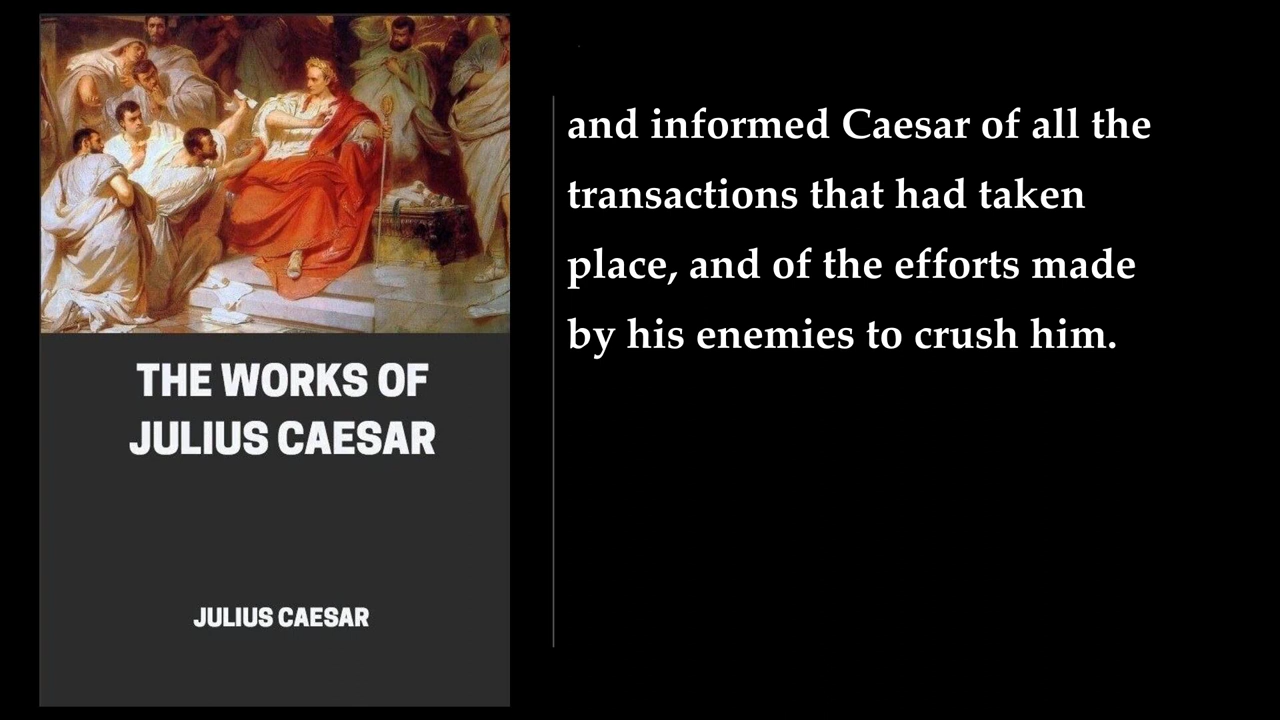 THE WORKS OF
JULIUS CAESAR
JULIUS CAESAR
and informed Caesar of all the
transactions that had taken
place, and of the efforts made
by his enemies to crush him.